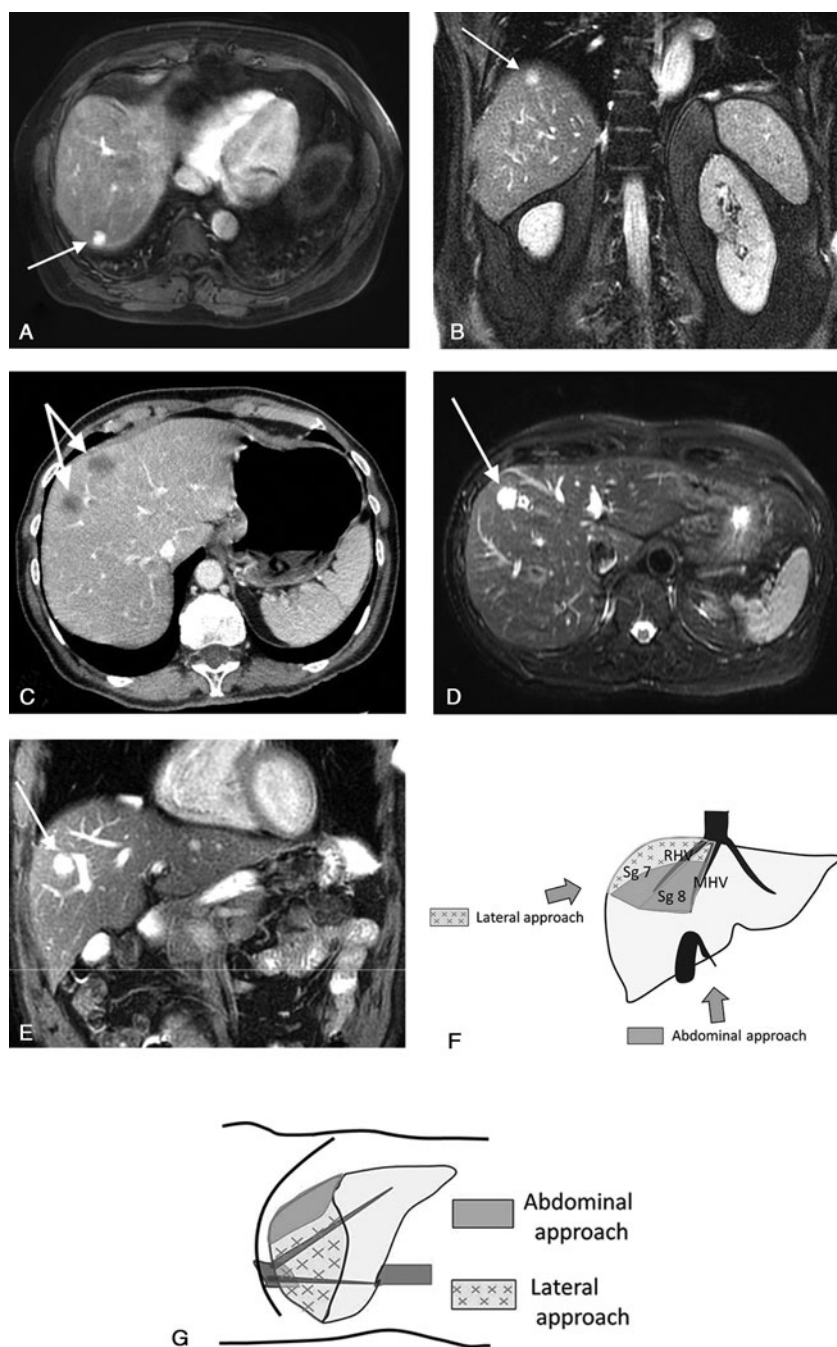 A
B
C
D
E
RHV
Sg 7
MHV
Sg 8
Lateral approach
Abdominal approach
F
Abdominal
approach
Lateral
approach
G